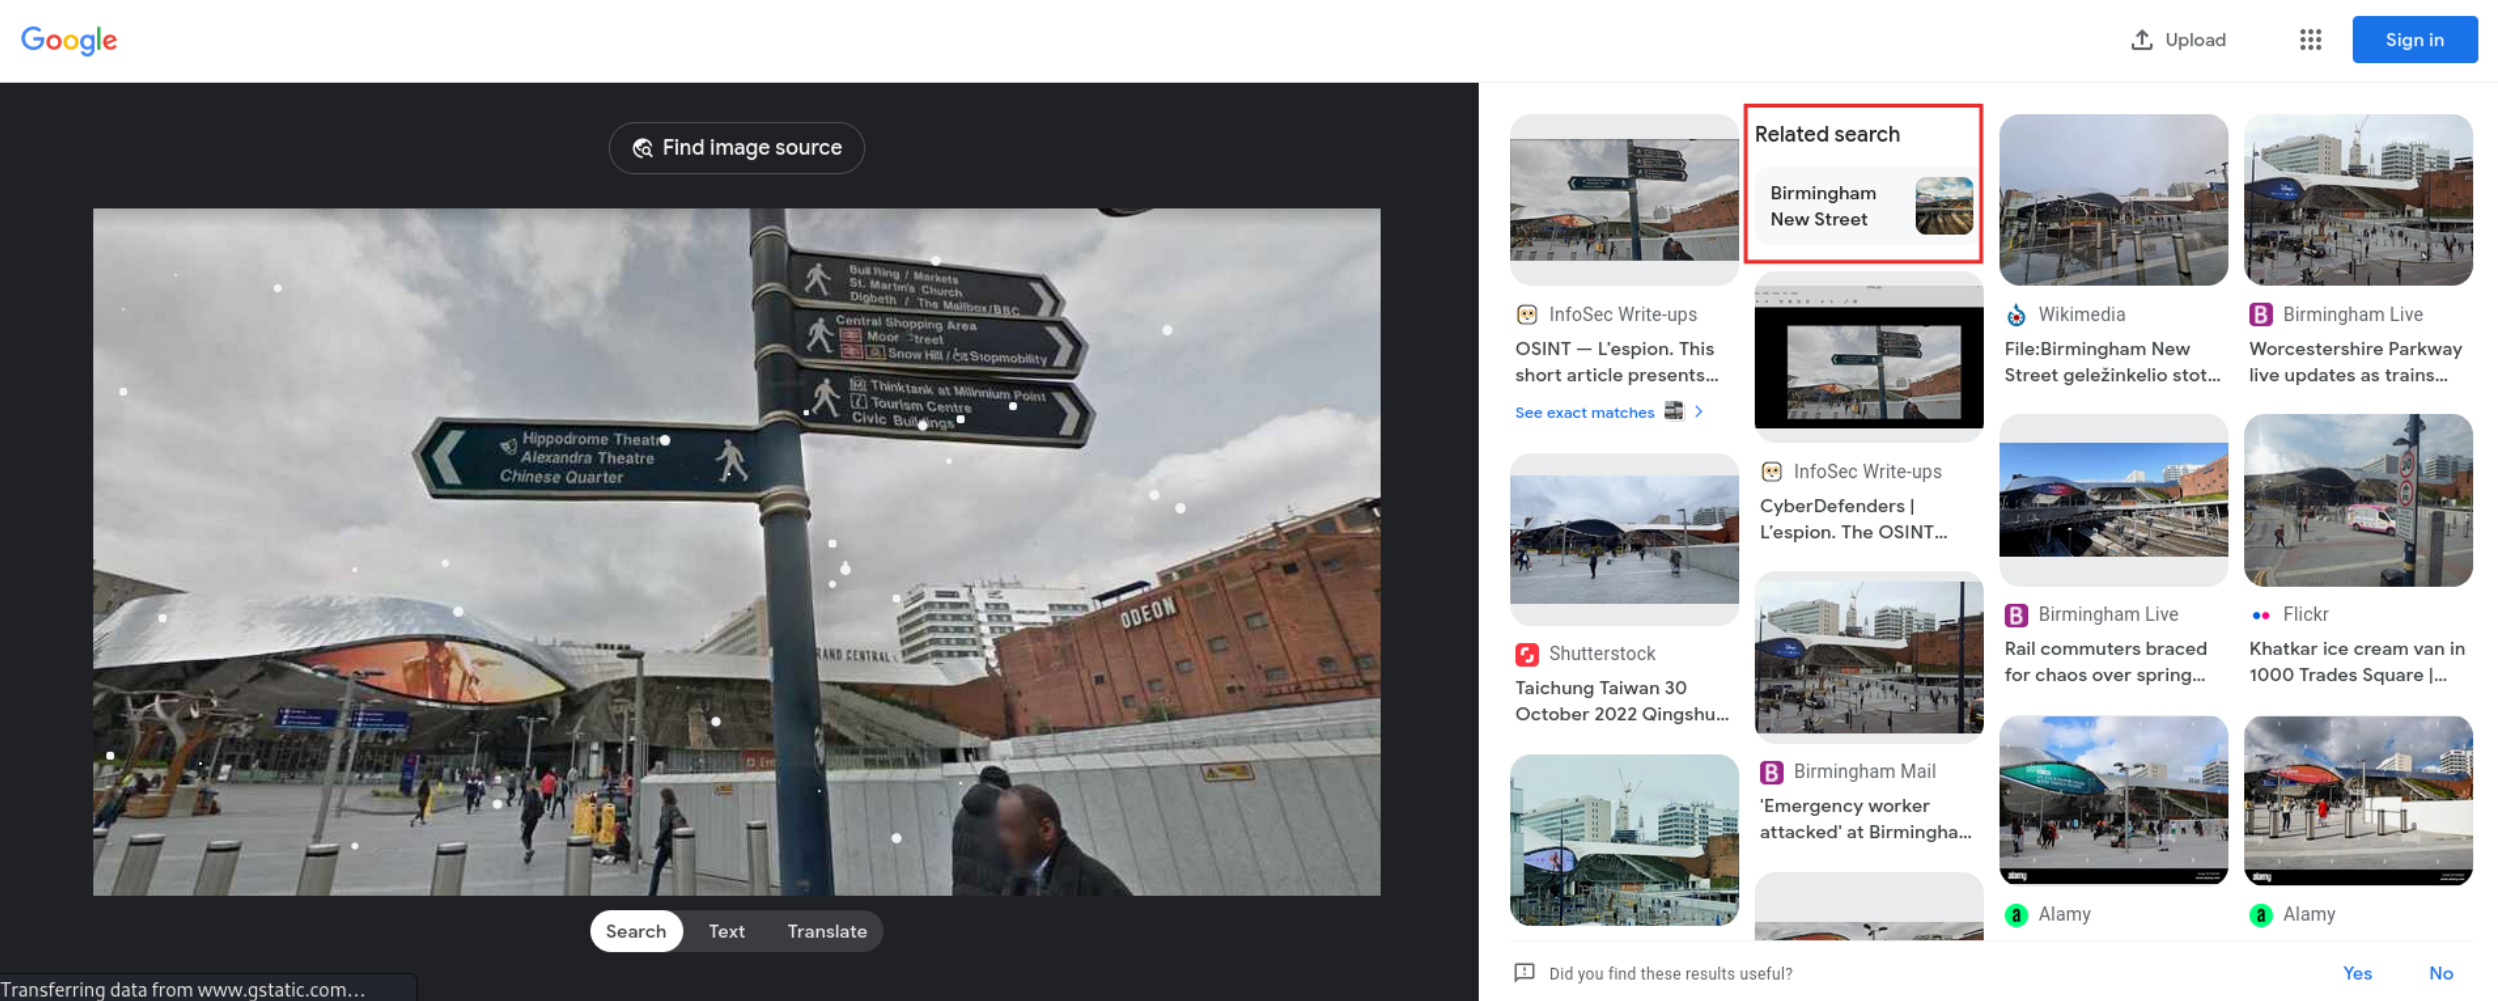 Google
Upload
Sign in
Find image source
Bull Ring / Markets
St. Martin's Church
Digbeth / The Mailbox/BBC
Central Shopping Area
Moor Street
Snow Hill / Shopmobility
Thinktank at Millennium Point
Tourism Centre
Civic Buildings
Hippodrome Theatre
Alexandra Theatre
Chinese Quarter
ODEON
RAND CENTRAL
Search
Text
Translate
Transferring data from www.gstatic.com...
InfoSec Write-ups
OSINT — L'espion. This
short article presents...
See exact matches
Shutterstock
Taichung Taiwan 30
October 2022 Qingshu...
Related search
Birmingham
New Street
InfoSec Write-ups
CyberDefenders |
L'espion. The OSINT...
Birmingham Mail
'Emergency worker
attacked' at Birmingha...
Wikimedia
File:Birmingham New
Street geležinkelio stot...
Birmingham Live
Rail commuters braced
for chaos over spring...
alamy
Alamy
Birmingham Live
Worcestershire Parkway
live updates as trains...
Flickr
Khatkar ice cream van in
1000 Trades Square |...
alamy
Alamy
Did you find these results useful?
Yes
No